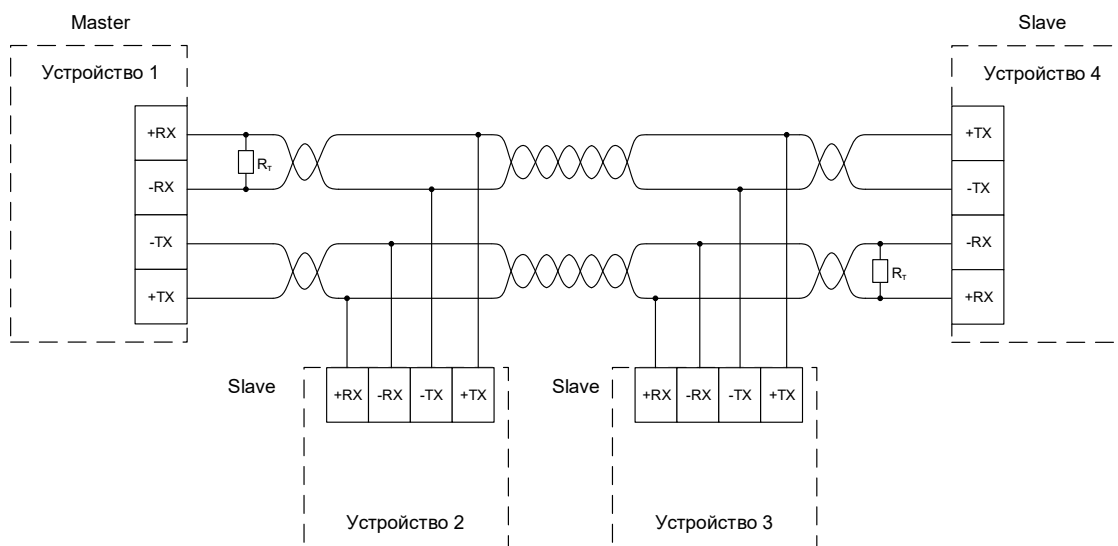 Master
Slave
Устройство 1
Устройство 4
+RX
-RX
-TX
+TX
Rт
+TX
-TX
-RX
+RX
Rт
Slave
+RX
-RX
-TX
+TX
Устройство 2
Slave
+RX
-RX
-TX
+TX
Устройство 3